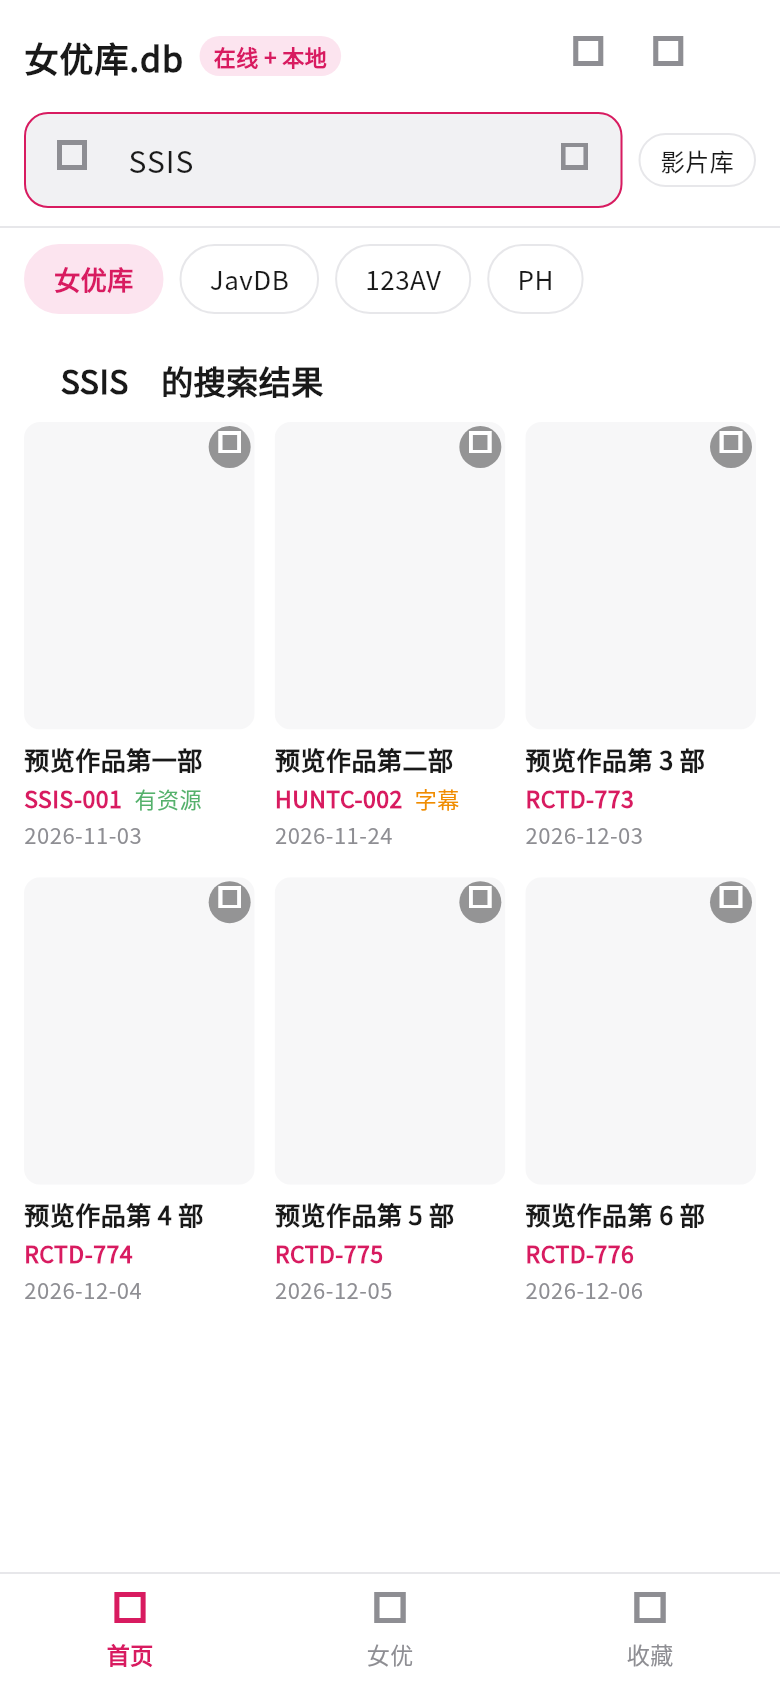 女优库.db 在线 + 本地
SSIS 影片库
女优库 JavDB 123AV PH
SSIS 的搜索结果
预览作品第一部 预览作品第二部 预览作品第 3 部
SSIS-001 有资源 HUNTC-002 字幕 RCTD-773
2026-11-03 2026-11-24 2026-12-03
预览作品第 4 部 预览作品第 5 部 预览作品第 6 部
RCTD-774 RCTD-775 RCTD-776
2026-12-04 2026-12-05 2026-12-06
首页 女优 收藏